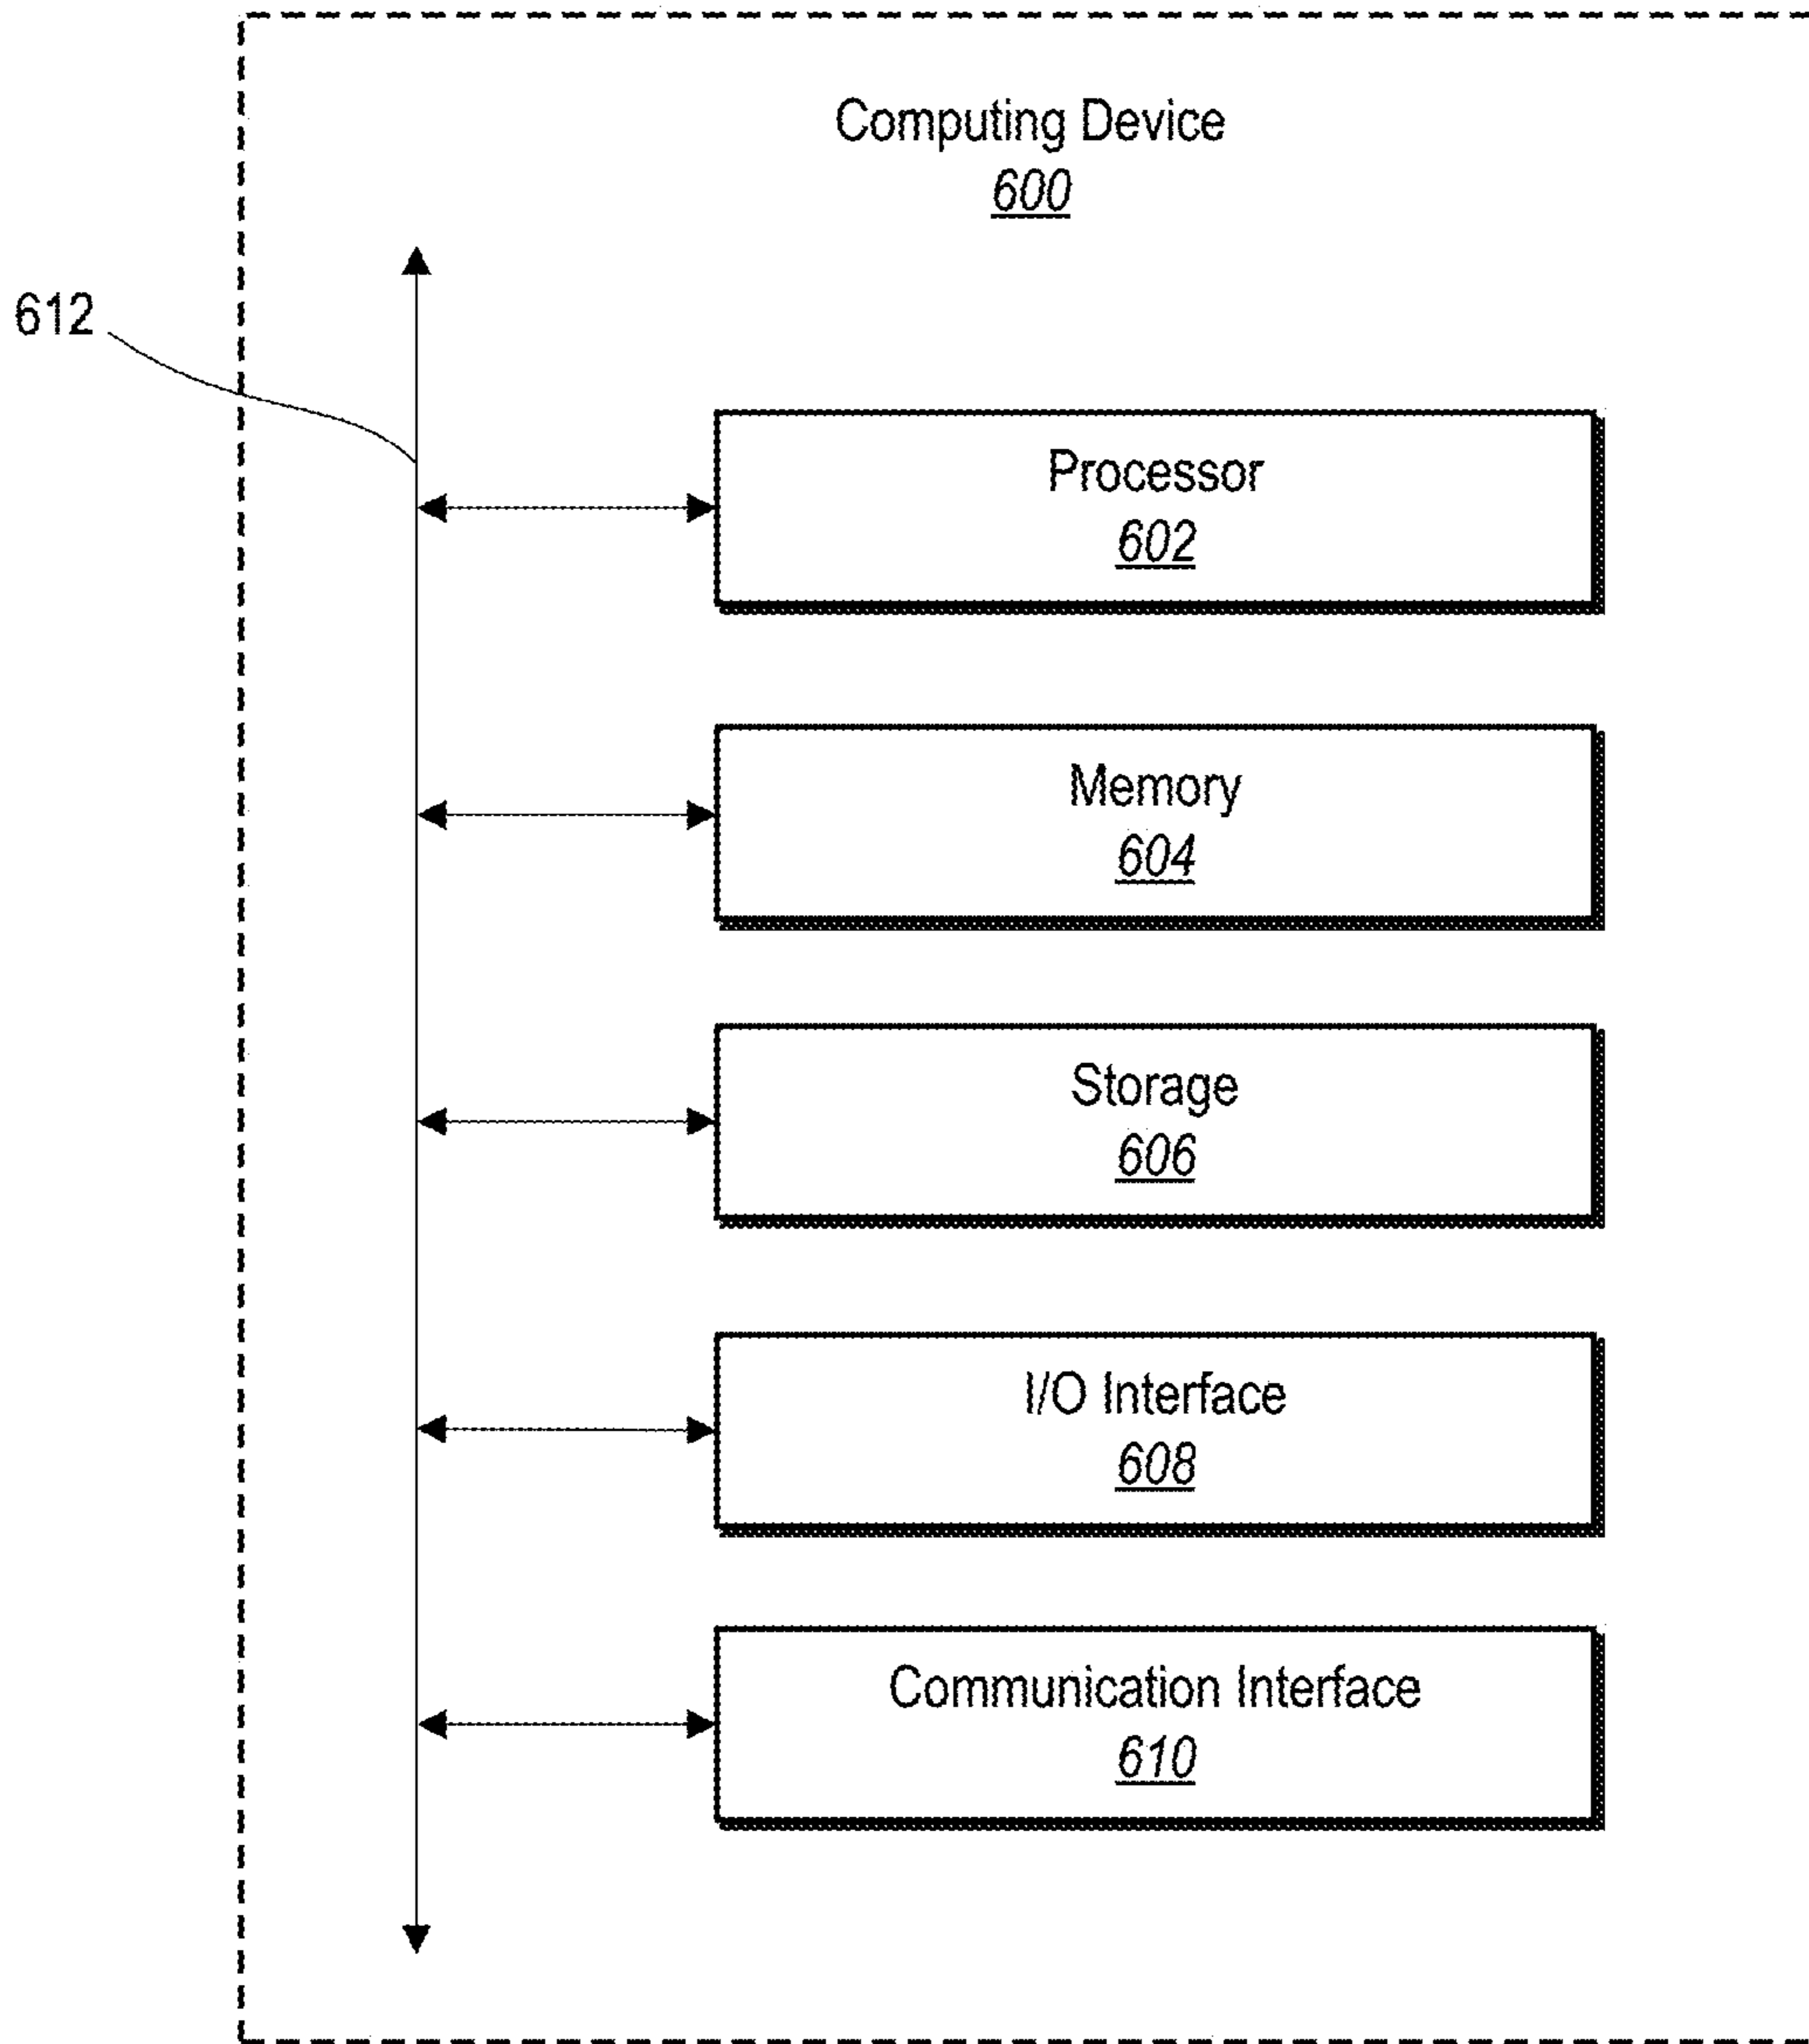 Computing Device
600
612
Processor
602
Memory
604
Storage
606
I/O Interface
608
Communication Interface
610